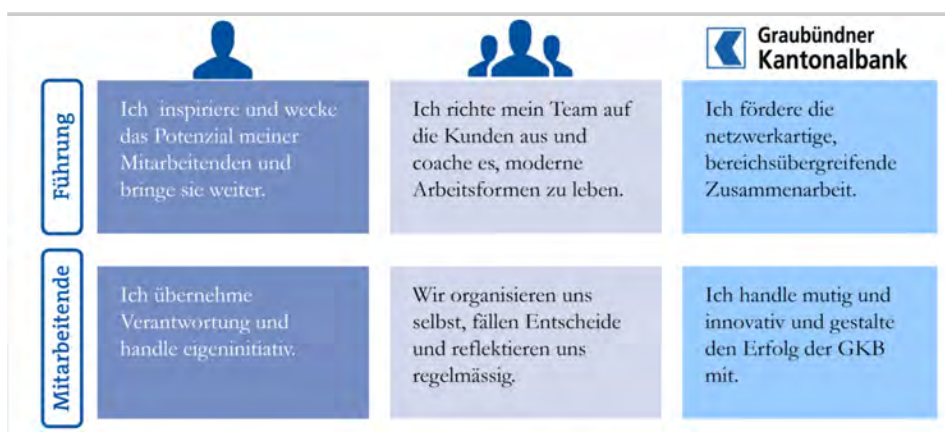 Graubündner
Kantonalbank
Führung
Ich inspiriere und wecke
das Potenzial meiner
Mitarbeitenden und
bringe sie weiter.
Ich richte mein Team auf
die Kunden aus und
coache es, moderne
Arbeitsformen zu leben.
Ich fördere die
netzwerkartige,
bereichsübergreifende
Zusammenarbeit.
Mitarbeitende
Ich übernehme
Verantwortung und
handle eigeninitiativ.
Wir organisieren uns
selbst, fällen Entscheide
und reflektieren uns
regelmässig.
Ich handle mutig und
innovativ und gestalte
den Erfolg der GKB
mit.